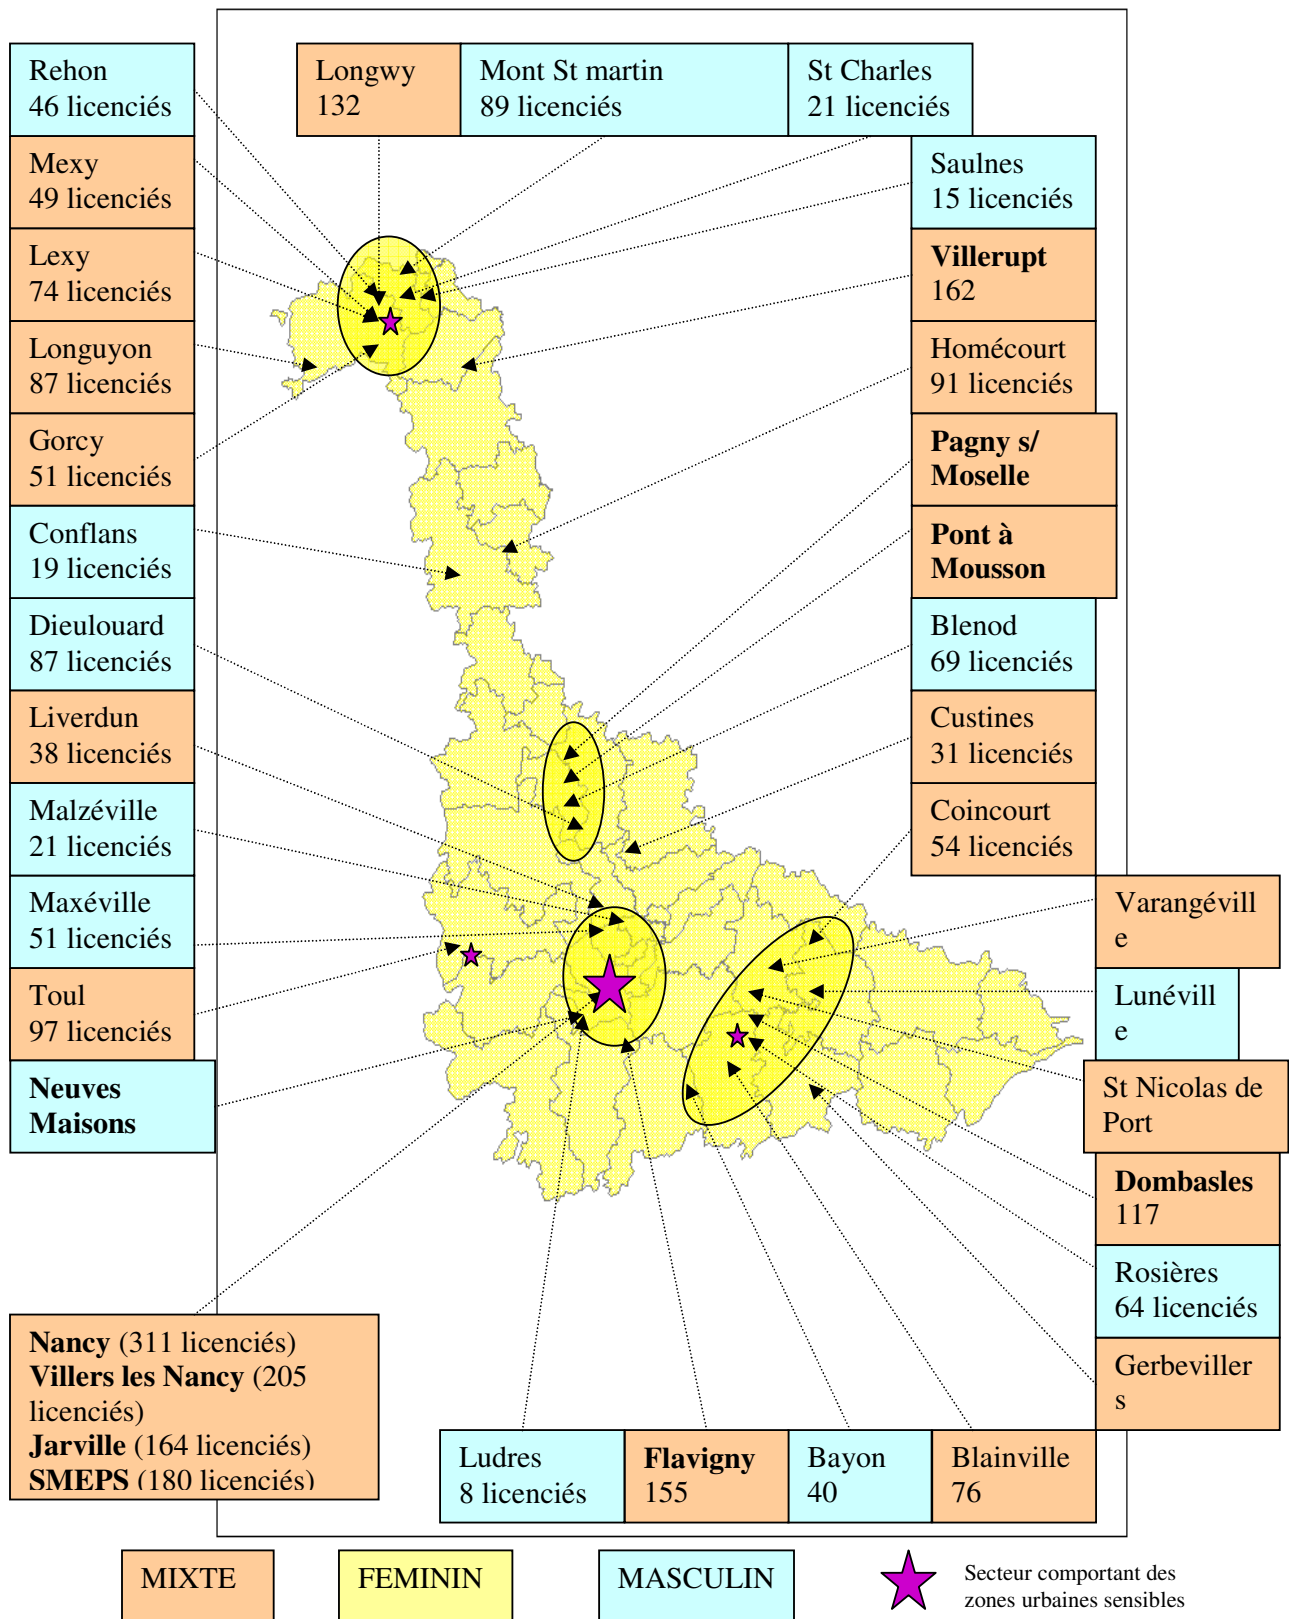 Rehon
46 licenciés
Mexy
49 licenciés
Lexy
74 licenciés
Longuyon
87 licenciés
Gorcy
51 licenciés
Conflans
19 licenciés
Dieulouard
87 licenciés
Liverdun
38 licenciés
Malzéville
21 licenciés
Maxéville
51 licenciés
Toul
97 licenciés
Neuves
Maisons
Longwy
132
Mont St martin
89 licenciés
St Charles
21 licenciés
Saulnes
15 licenciés
Villerupt
162
Homécourt
91 licenciés
Pagny s/
Moselle
Pont à
Mousson
Blenod
69 licenciés
Custines
31 licenciés
Coincourt
54 licenciés
Varangévill
e
Lunévill
e
St Nicolas de
Port
Dombasles
117
Rosières
64 licenciés
Gerbeviller
s
Nancy (311 licenciés)
Villers les Nancy (205
licenciés)
Jarville (164 licenciés)
SMEPS (180 licenciés)
Ludres
8 licenciés
Flavigny
155
Bayon
40
Blainville
76
MIXTE
FEMININ
MASCULIN
Secteur comportant des
zones urbaines sensibles